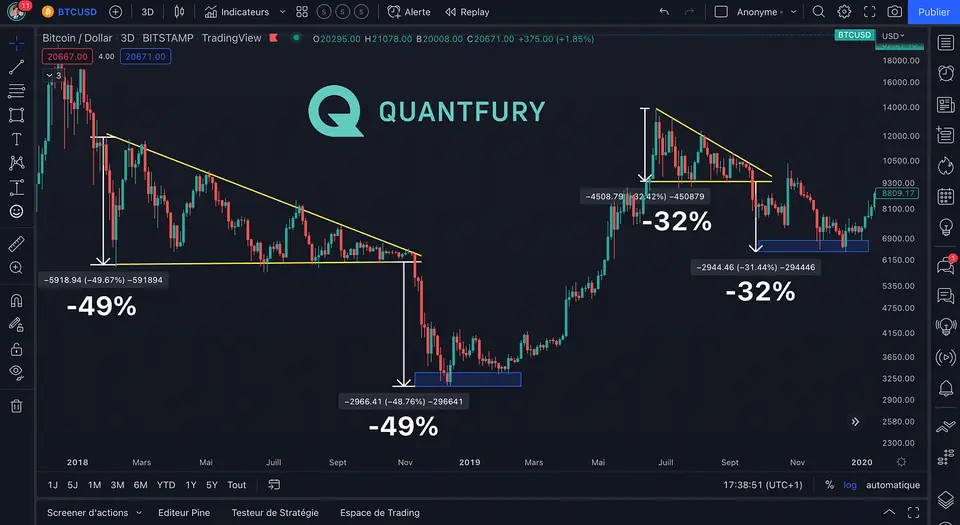 11
BTCUSD
3D
Indicateurs
S S S
Alerte
Replay
Anonyme
Publier
Bitcoin / Dollar · 3D · BITSTAMP · TradingView
O20295.00 H21078.00 B20008.00 C20671.00 +375.00 (+1.85%)
BTCUSD
USD
20667.00
4.00
20671.00
3
QUANTFURY
18000.00
16000.00
14000.00
12000.00
10500.00
9300.00
8809.17
8100.00
6900.00
6150.00
5350.00
4750.00
4150.00
3650.00
3250.00
2900.00
2580.00
2300.00
−4508.79 (−32.42%) −450879
-32%
−2944.46 (−31.44%) −294446
-32%
−5918.94 (−49.67%) −591894
-49%
−2966.41 (−48.76%) −296641
-49%
1
2018
Mars
Mai
Juill
Sept
Nov
2019
Mars
Mai
Juill
Sept
Nov
2020
1J 5J 1M 3M 6M YTD 1Y 5Y Tout
17:38:51 (UTC+1)
% log automatique
Screener d'actions
Editeur Pine
Testeur de Stratégie
Espace de Trading